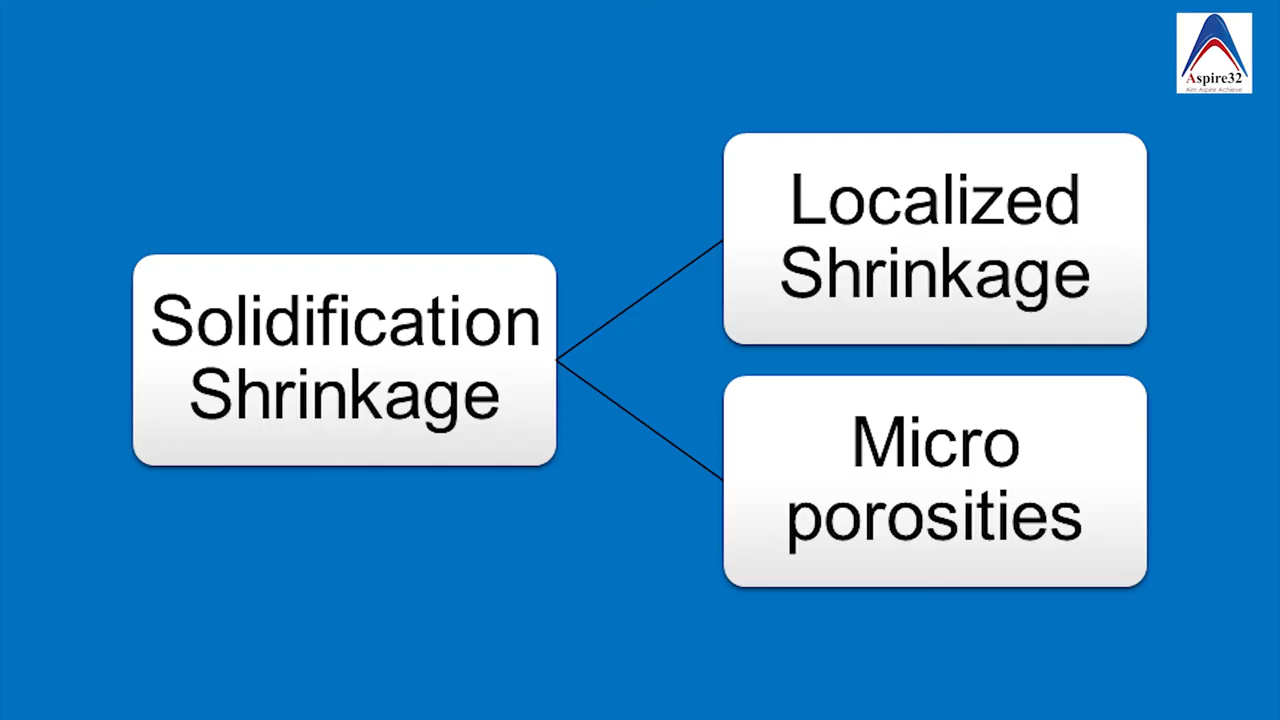 Aspire32
Aim Aspire Achieve
Localized
Shrinkage
Solidification
Shrinkage
Micro
porosities